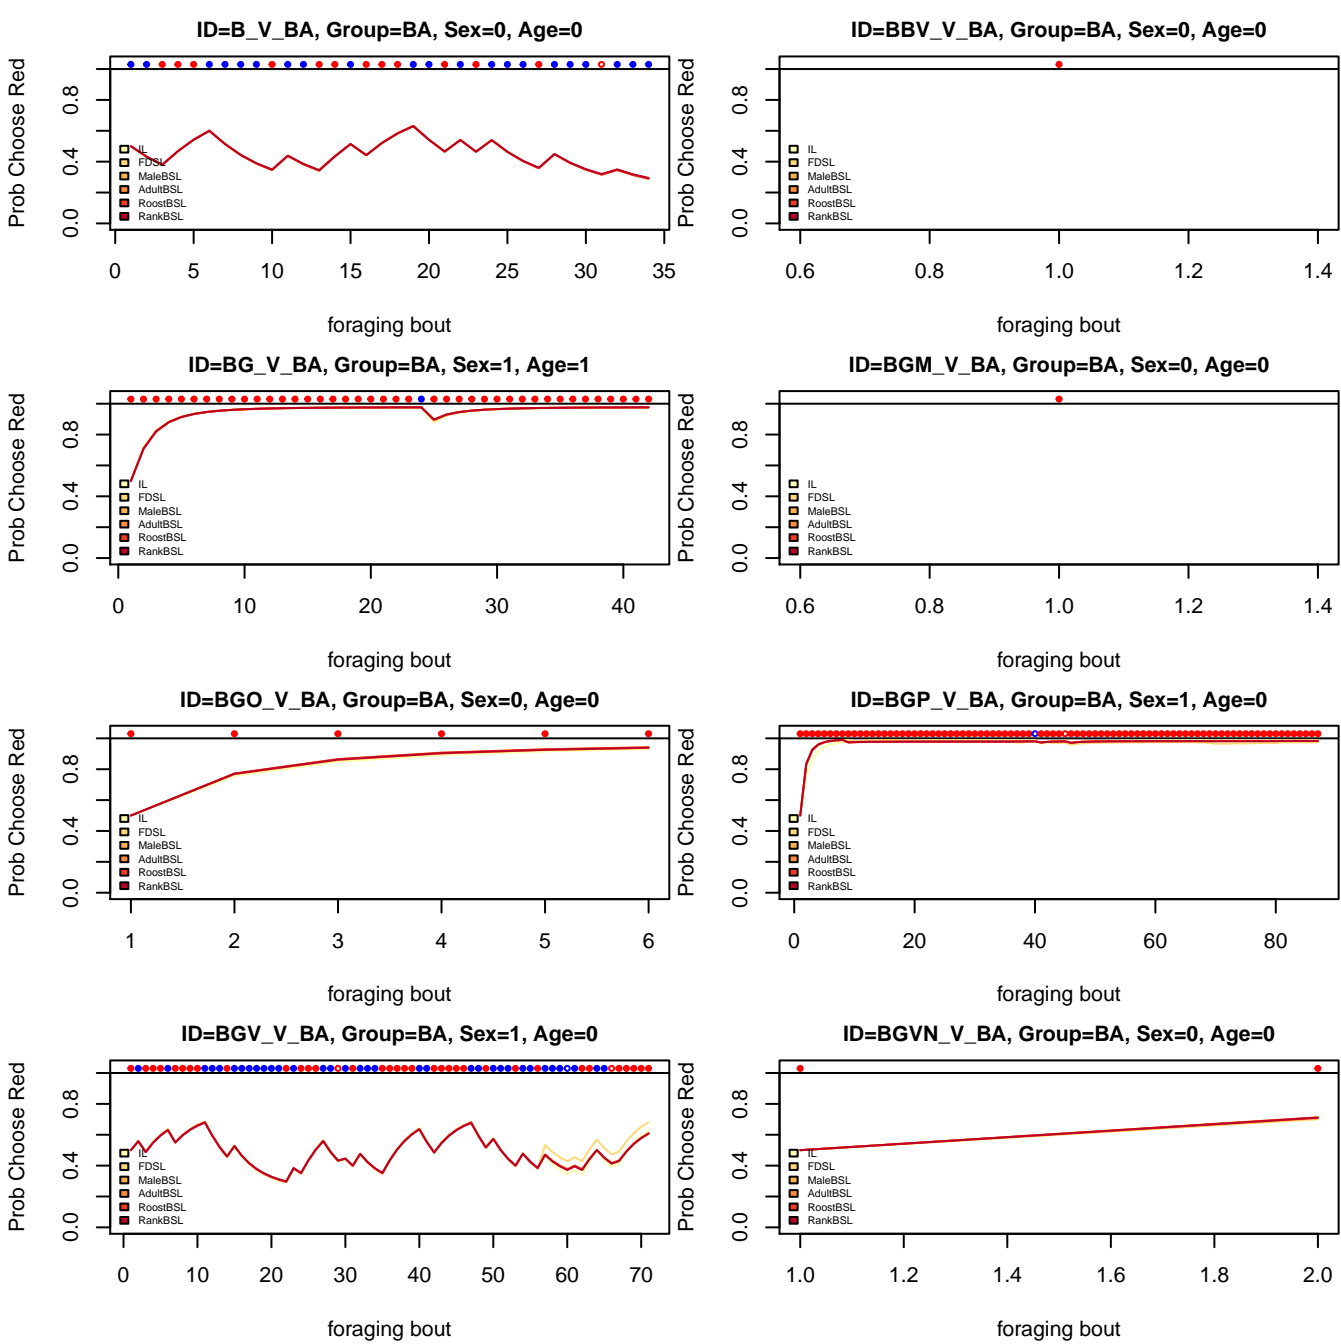 ID=B_V_BA, Group=BA, Sex=0, Age=0
Prob Choose Red
0.0 0.4 0.8
IL
FDSL
MaleBSL
AdultBSL
RoostBSL
RankBSL
0 5 10 15 20 25 30 35
foraging bout
ID=BBV_V_BA, Group=BA, Sex=0, Age=0
Prob Choose Red
0.0 0.4 0.8
IL
FDSL
MaleBSL
AdultBSL
RoostBSL
RankBSL
0.6 0.8 1.0 1.2 1.4
foraging bout
ID=BG_V_BA, Group=BA, Sex=1, Age=1
Prob Choose Red
0.0 0.4 0.8
IL
FDSL
MaleBSL
AdultBSL
RoostBSL
RankBSL
0 10 20 30 40
foraging bout
ID=BGM_V_BA, Group=BA, Sex=0, Age=0
Prob Choose Red
0.0 0.4 0.8
IL
FDSL
MaleBSL
AdultBSL
RoostBSL
RankBSL
0.6 0.8 1.0 1.2 1.4
foraging bout
ID=BGO_V_BA, Group=BA, Sex=0, Age=0
Prob Choose Red
0.0 0.4 0.8
IL
FDSL
MaleBSL
AdultBSL
RoostBSL
RankBSL
1 2 3 4 5 6
foraging bout
ID=BGP_V_BA, Group=BA, Sex=1, Age=0
Prob Choose Red
0.0 0.4 0.8
IL
FDSL
MaleBSL
AdultBSL
RoostBSL
RankBSL
0 20 40 60 80
foraging bout
ID=BGV_V_BA, Group=BA, Sex=1, Age=0
Prob Choose Red
0.0 0.4 0.8
IL
FDSL
MaleBSL
AdultBSL
RoostBSL
RankBSL
0 10 20 30 40 50 60 70
foraging bout
ID=BGVN_V_BA, Group=BA, Sex=0, Age=0
Prob Choose Red
0.0 0.4 0.8
IL
FDSL
MaleBSL
AdultBSL
RoostBSL
RankBSL
1.0 1.2 1.4 1.6 1.8 2.0
foraging bout